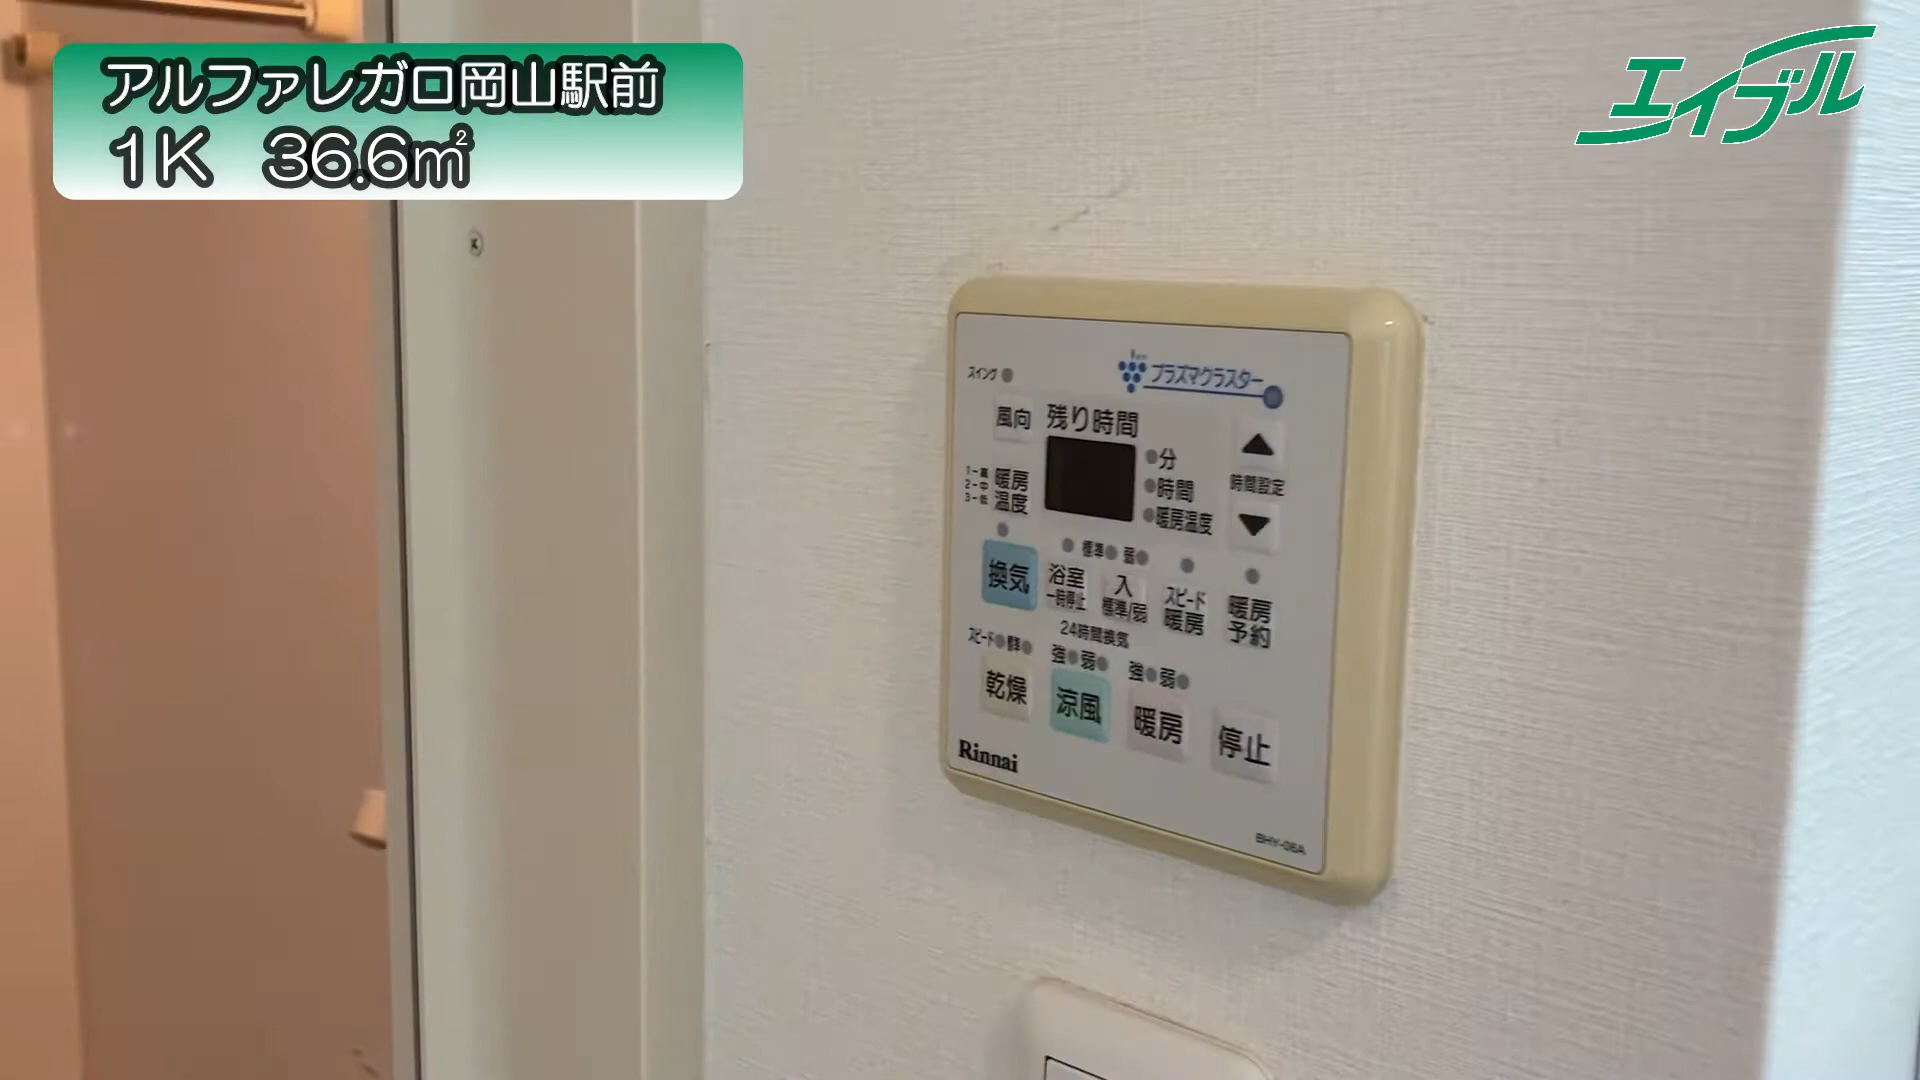 アルファレガロ岡山駅前
1K 36.6㎡
エイブル
プラズマクラスター
スイング
風向 残り時間
分
時間
暖房温度
時間設定
1-高
2-中
3-低
暖房
温度
標準 弱
換気
浴室
一時停止
入
標準/弱
スピード
暖房
暖房
予約
24時間換気
スピード 標準
強 弱
強 弱
乾燥
涼風
暖房
停止
Rinnai
BHY-06A